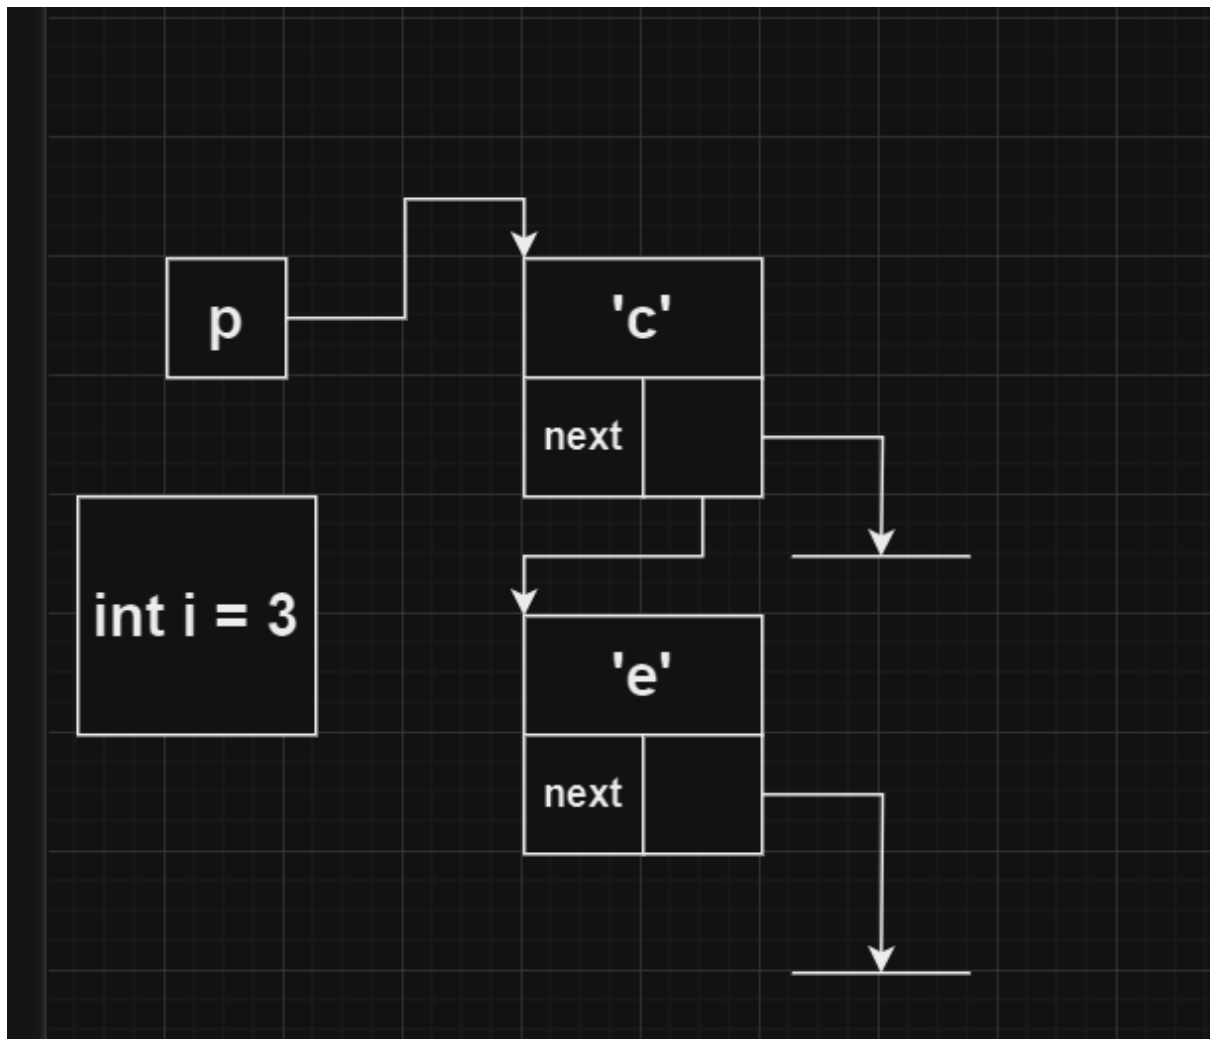 p
'c'
next
int i = 3
'e'
next